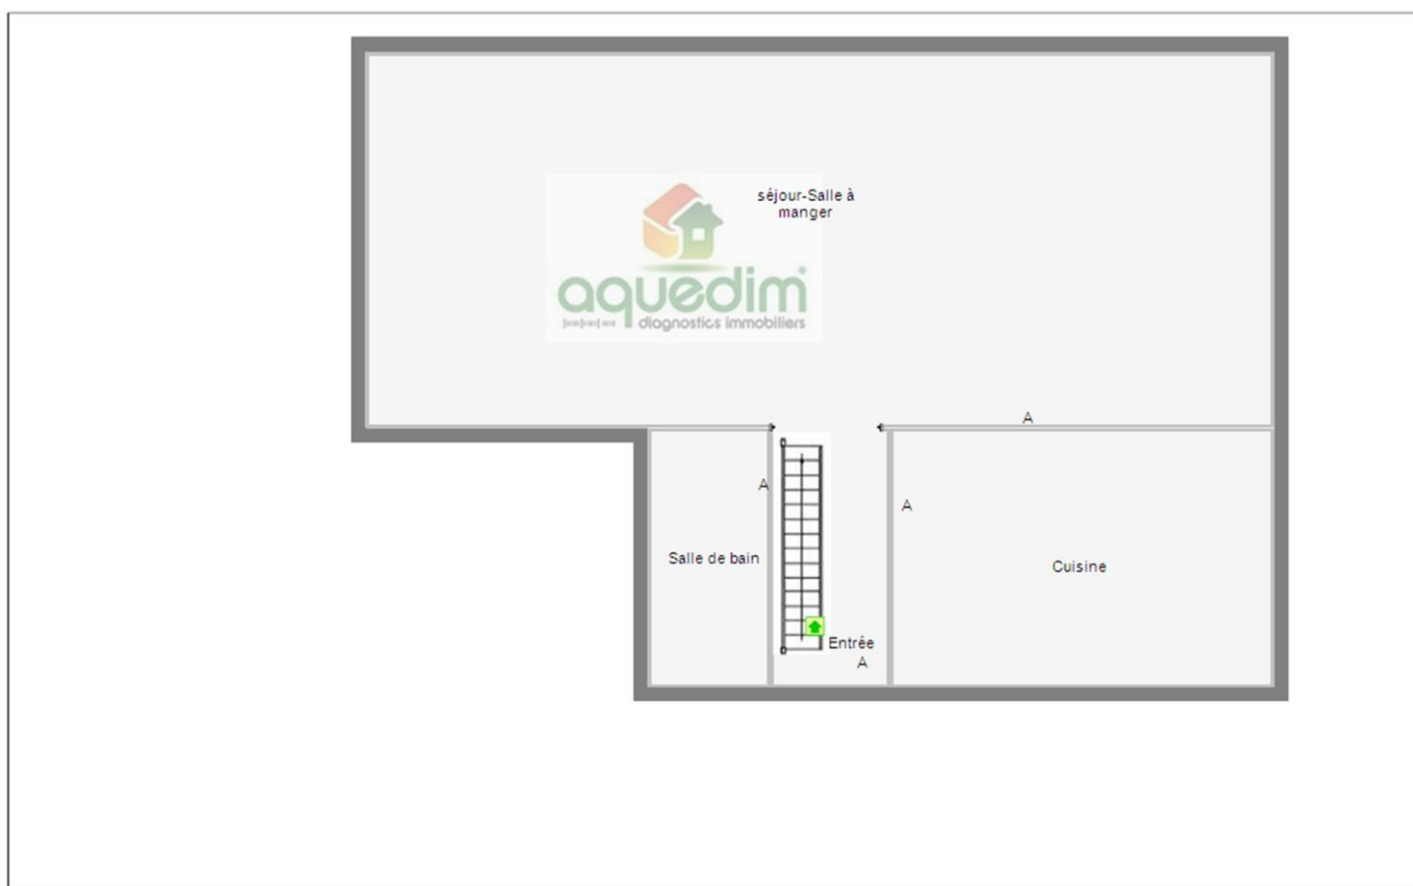 séjour-Salle à
manger
aquedim
diagnostics immobiliers
A
A
A
Salle de bain
Cuisine
Entrée
A